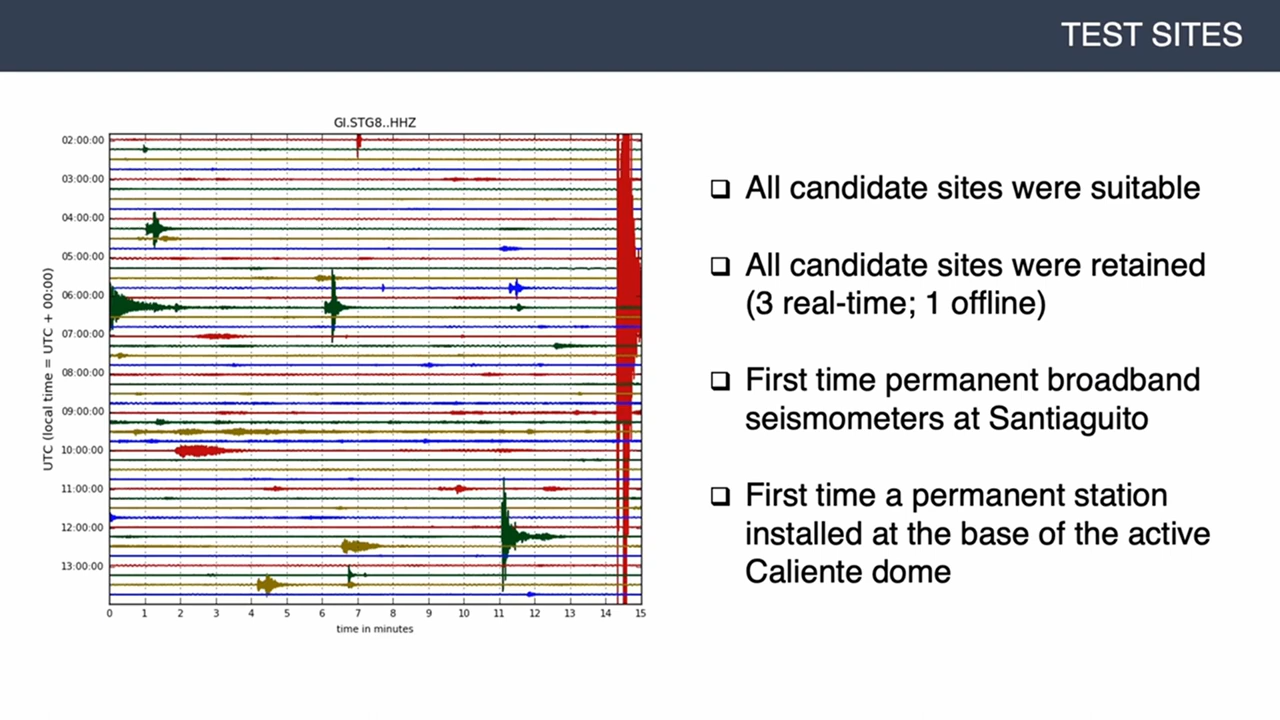 TEST SITES
GI.STG8..HHZ
02:00:00
03:00:00
04:00:00
05:00:00
06:00:00
07:00:00
08:00:00
09:00:00
10:00:00
11:00:00
12:00:00
13:00:00
UTC (local time = UTC + 00:00)
0 1 2 3 4 5 6 7 8 9 10 11 12 13 14 15
time in minutes
All candidate sites were suitable
All candidate sites were retained
(3 real-time; 1 offline)
First time permanent broadband
seismometers at Santiaguito
First time a permanent station
installed at the base of the active
Caliente dome